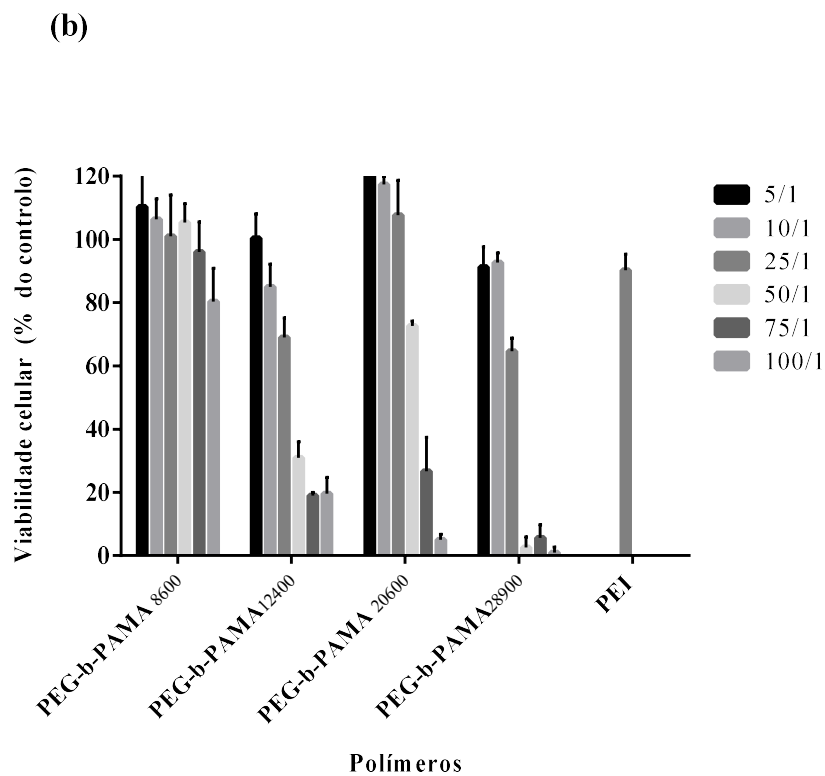 (b)
Viabilidade celular (% do controlo)
120
100
80
60
40
20
0
5/1
10/1
25/1
50/1
75/1
100/1
PEG-b-PAMA 8600
PEG-b-PAMA12400
PEG-b-PAMA 20600
PEG-b-PAMA28900
PEI
Polímeros